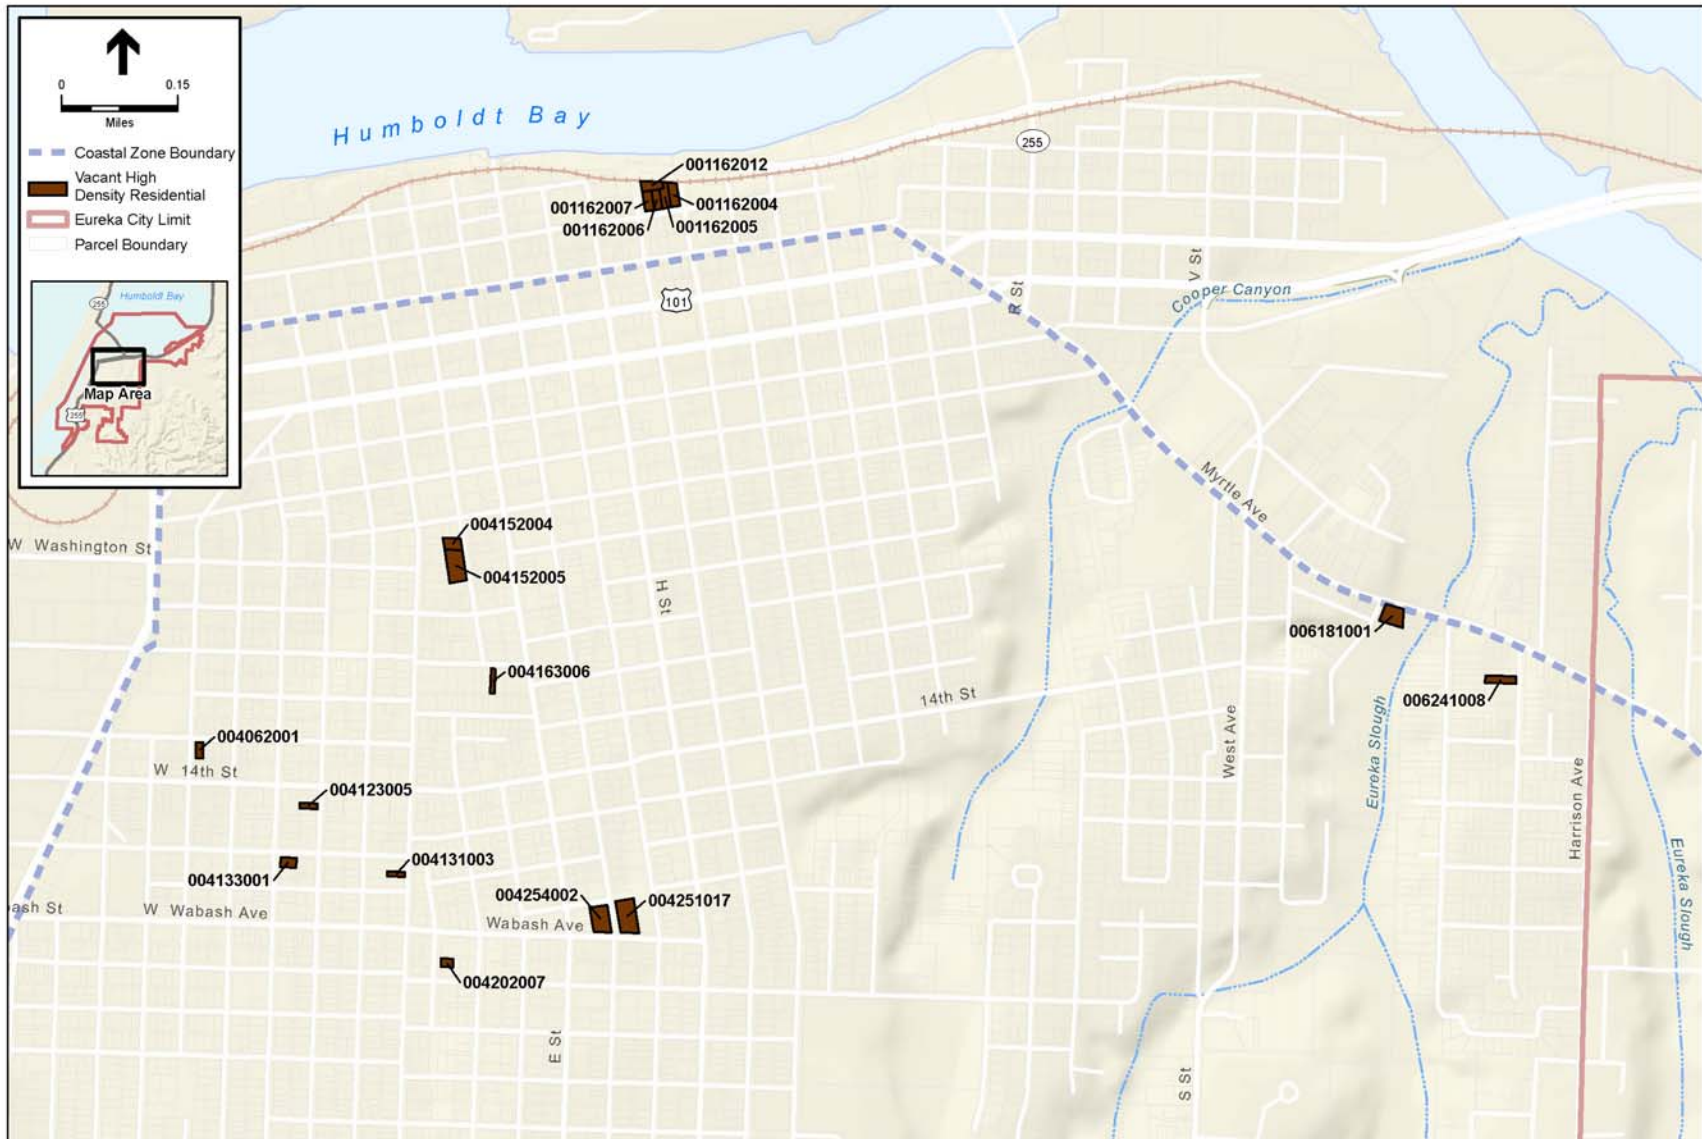 0 0.15
Miles
Coastal Zone Boundary
Vacant High
Density Residential
Eureka City Limit
Parcel Boundary
255
Humboldt Bay
Map Area
255
Humboldt Bay
255
001162012
001162007
001162004
001162006
001162005
101
R St
V St
Cooper Canyon
Myrtle Ave
W Washington St
004152004
004152005
H St
004163006
006181001
006241008
14th St
004062001
W 14th St
004123005
West Ave
Eureka Slough
Harrison Ave
004133001
004131003
004254002
004251017
Eureka Slough
bash St
W Wabash Ave
Wabash Ave
004202007
E St
S St